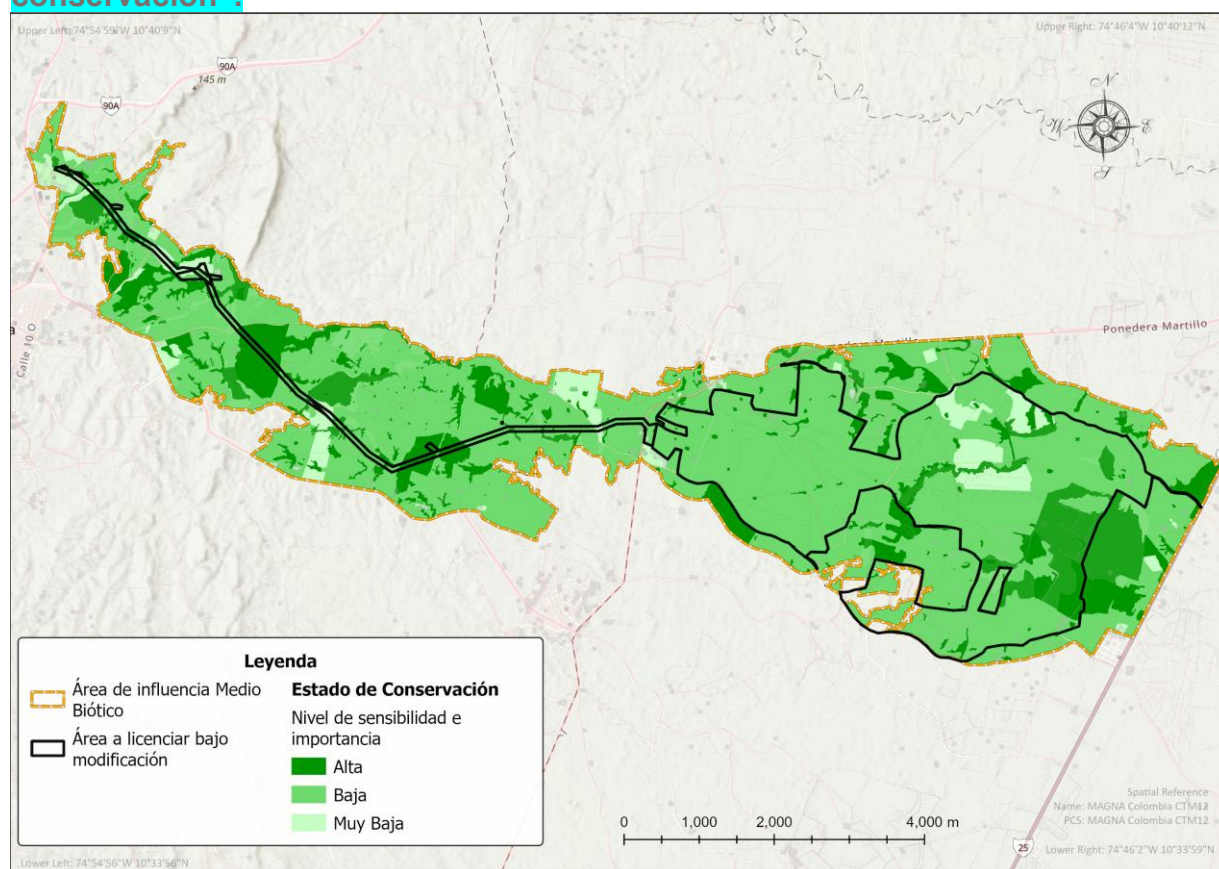 conservación".
Upper Left: 74°54'59"W 10°40'9"N
Upper Right: 74°46'4"W 10°40'12"N
90A
145 m
90A
N
W
E
S
Calle 10 O
a
Ponedera Martillo
Leyenda
Área de influencia Medio
Biótico
Área a licenciar bajo
modificación
Estado de Conservación
Nivel de sensibilidad e
importancia
Alta
Baja
Muy Baja
0 1,000 2,000 4,000 m
Spatial Reference
Name: MAGNA Colombia CTM12
PCS: MAGNA Colombia CTM12
25
Lower Left: 74°54'56"W 10°33'56"N
Lower Right: 74°46'2"W 10°33'59"N